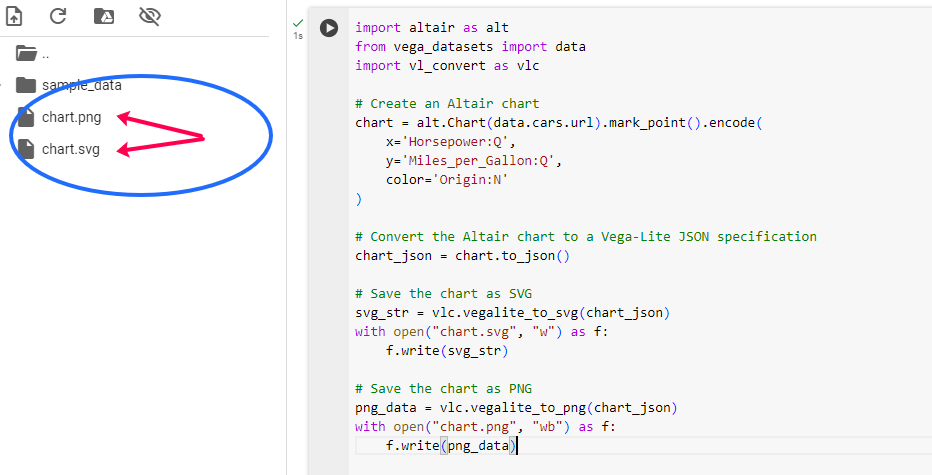 ..
sample_data
chart.png
chart.svg
1s
import altair as alt
from vega_datasets import data
import vl_convert as vlc
# Create an Altair chart
chart = alt.Chart(data.cars.url).mark_point().encode(
    x='Horsepower:Q',
    y='Miles_per_Gallon:Q',
    color='Origin:N'
)
# Convert the Altair chart to a Vega-Lite JSON specification
chart_json = chart.to_json()
# Save the chart as SVG
svg_str = vlc.vegalite_to_svg(chart_json)
with open("chart.svg", "w") as f:
    f.write(svg_str)
# Save the chart as PNG
png_data = vlc.vegalite_to_png(chart_json)
with open("chart.png", "wb") as f:
    f.write(png_data)